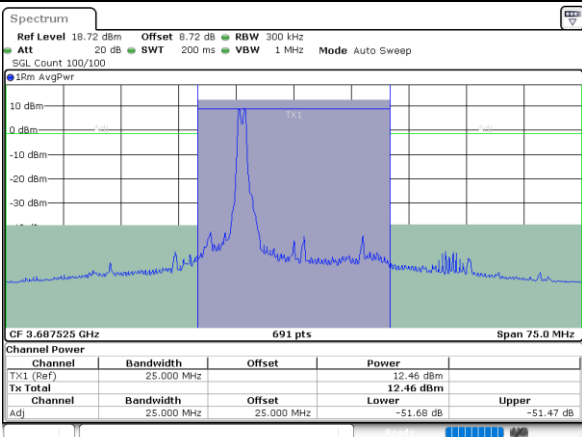 Spectrum
Ref Level 18.72 dBm Offset 8.72 dB RBW 300 kHz
Att 20 dB SWT 200 ms VBW 1 MHz Mode Auto Sweep
SGL Count 100/100
1Rm AvgPwr
10 dBm
TX1
0 dBm Adj Adj
-10 dBm
-20 dBm
-30 dBm
CF 3.687525 GHz 691 pts Span 75.0 MHz
Channel Power
Channel Bandwidth Offset Power
TX1 (Ref) 25.000 MHz 12.46 dBm
Tx Total 12.46 dBm
Channel Bandwidth Offset Lower Upper
Adj 25.000 MHz 25.000 MHz -51.68 dB -51.47 dB